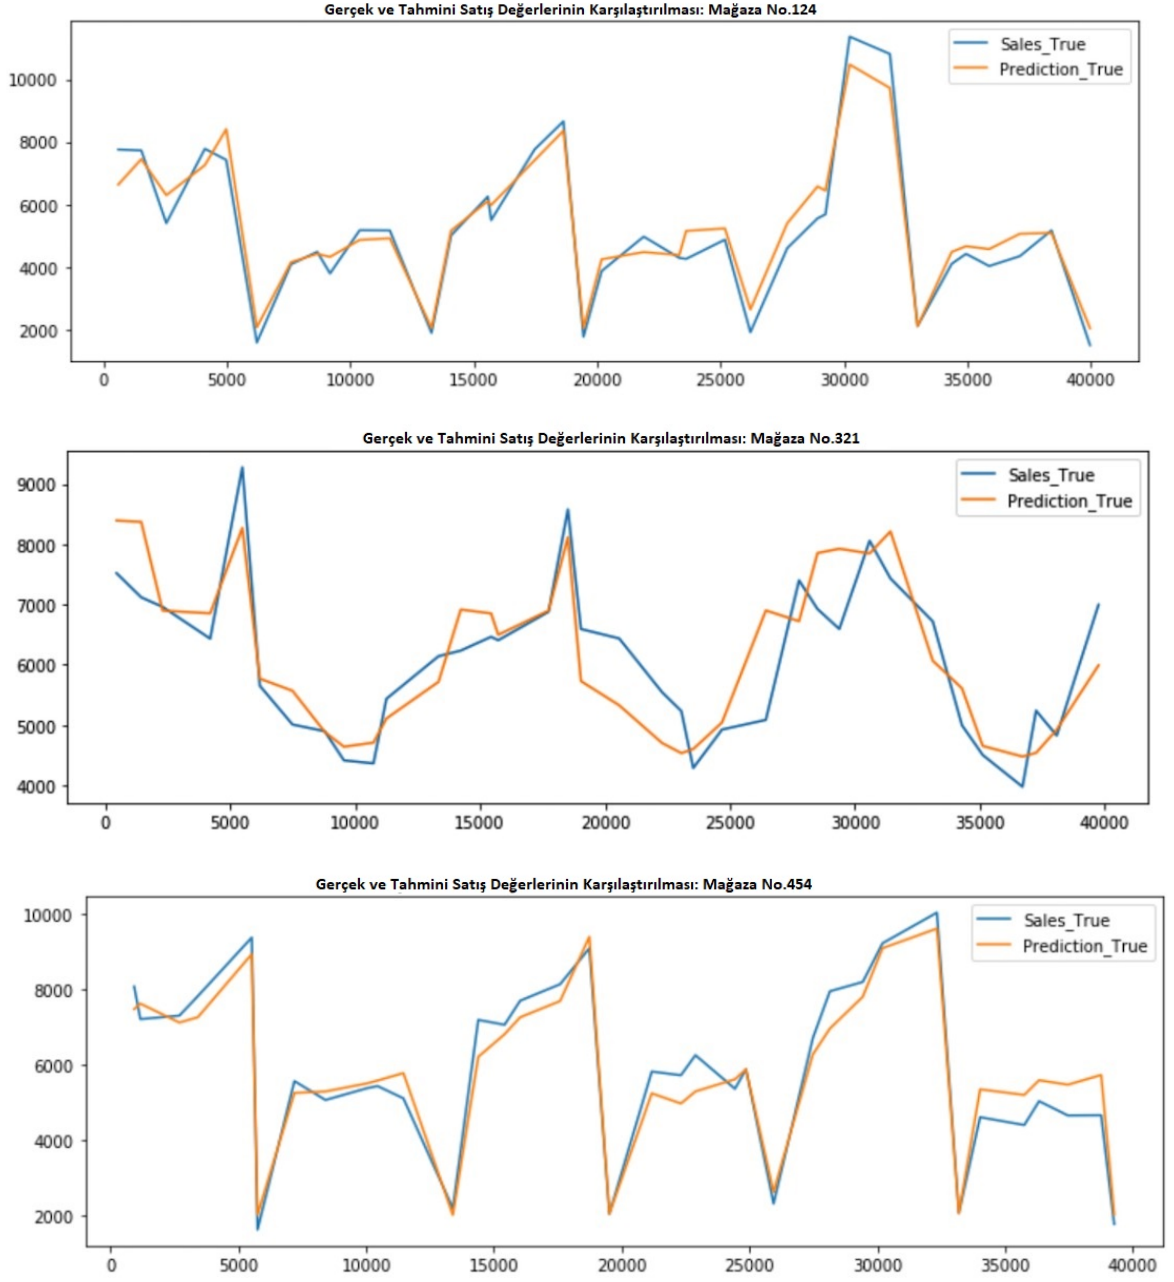 Gerçek ve Tahmini Satış Değerlerinin Karşılaştırılması: Mağaza No.124
Sales_True
Prediction_True
10000
8000
6000
4000
2000
0 5000 10000 15000 20000 25000 30000 35000 40000
Gerçek ve Tahmini Satış Değerlerinin Karşılaştırılması: Mağaza No.321
Sales_True
Prediction_True
9000
8000
7000
6000
5000
4000
0 5000 10000 15000 20000 25000 30000 35000 40000
Gerçek ve Tahmini Satış Değerlerinin Karşılaştırılması: Mağaza No.454
Sales_True
Prediction_True
10000
8000
6000
4000
2000
0 5000 10000 15000 20000 25000 30000 35000 40000